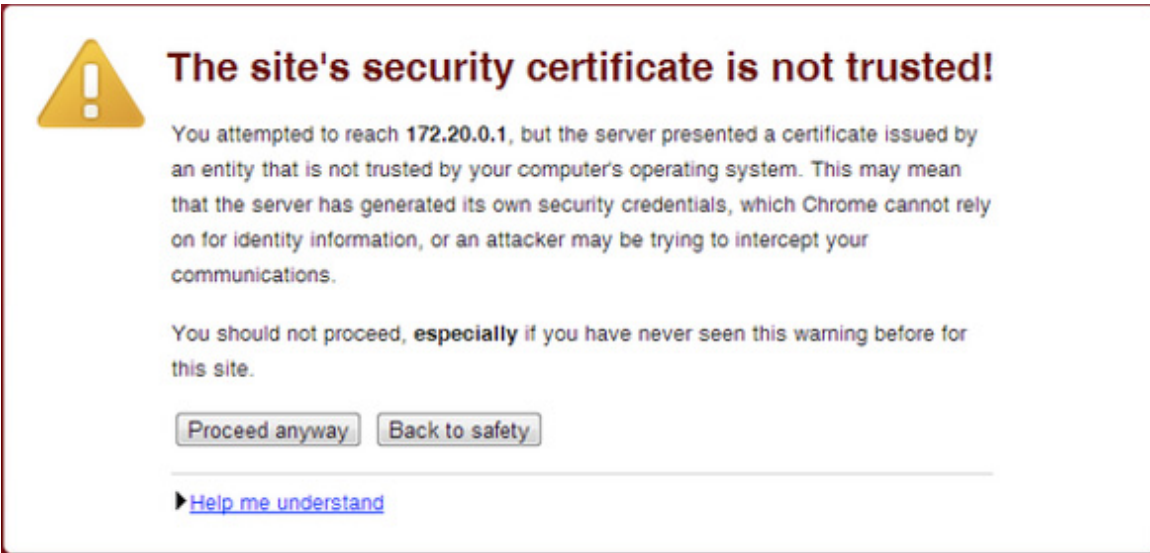 The site's security certificate is not trusted!
You attempted to reach 172.20.0.1, but the server presented a certificate issued by
an entity that is not trusted by your computer's operating system. This may mean
that the server has generated its own security credentials, which Chrome cannot rely
on for identity information, or an attacker may be trying to intercept your
communications.
You should not proceed, especially if you have never seen this warning before for
this site.
Proceed anyway Back to safety
Help me understand